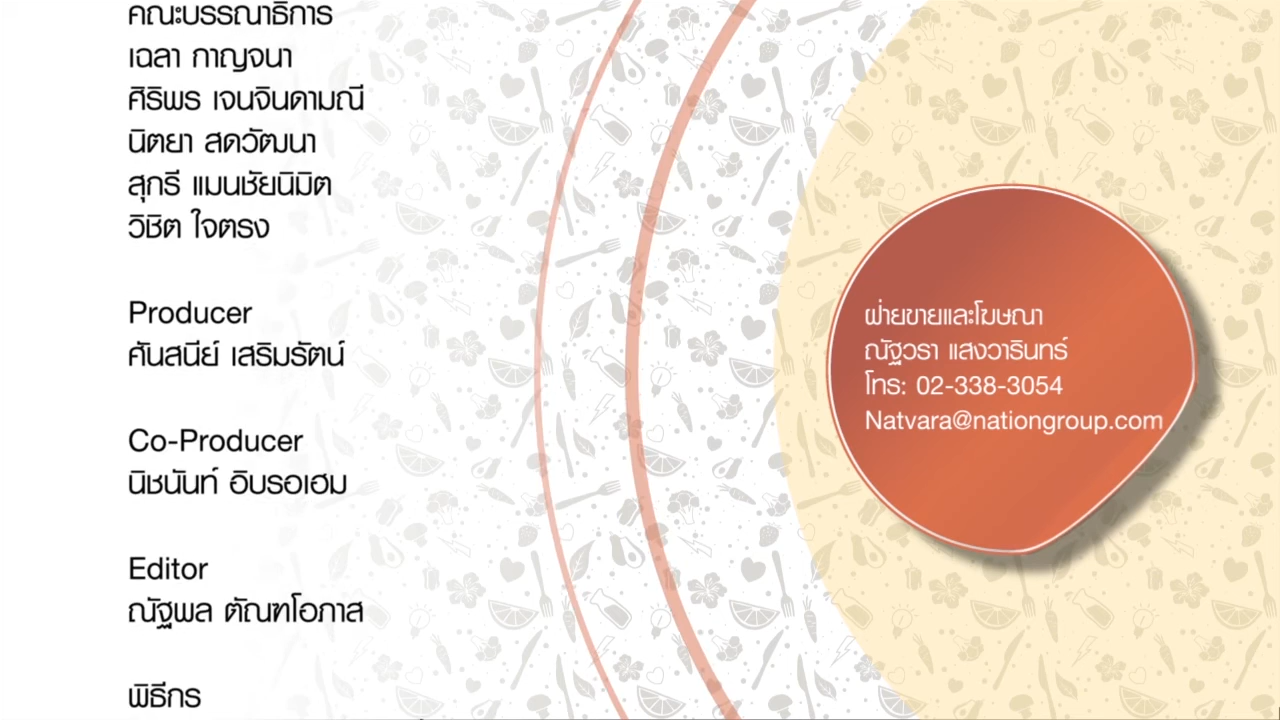 คณะบรรณาธิการ
เฉลา กาญจนา
ศิริพร เจนจินดามณี
นิตยา สดวัฒนา
สุกรี แมนชัยนิมิต
วิชิต ใจตรง
Producer
ศันสนีย์ เสริมรัตน์
Co-Producer
นิชนันท์ อิบรอเฮม
Editor
ณัฐพล ตัณฑโอภาส
พิธีกร
ฝ่ายขายและโฆษณา
ณัฐวรา แสงวารินทร์
โทร: 02-338-3054
Natvara@nationgroup.com